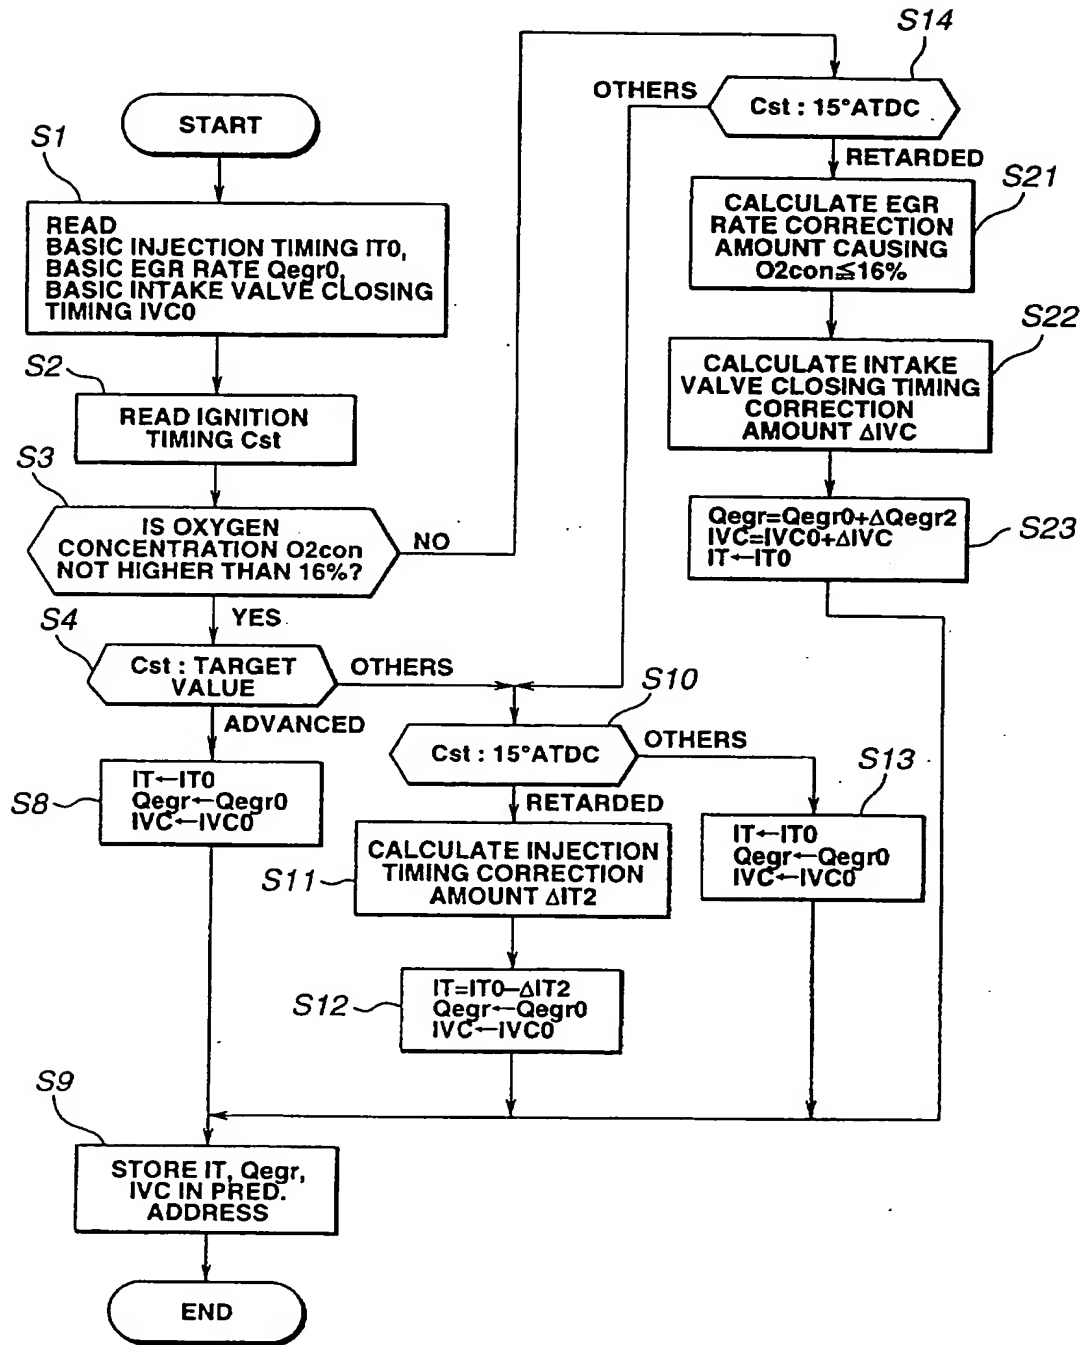 START
S1
READ
BASIC INJECTION TIMING IT0,
BASIC EGR RATE Qegr0,
BASIC INTAKE VALVE CLOSING
TIMING IVC0
S2
READ IGNITION
TIMING Cst
S3
IS OXYGEN
CONCENTRATION O2con
NOT HIGHER THAN 16%?
NO
YES
S4
Cst : TARGET
VALUE
OTHERS
ADVANCED
S8
IT←IT0
Qegr←Qegr0
IVC←IVC0
S14
OTHERS
Cst : 15°ATDC
RETARDED
S21
CALCULATE EGR
RATE CORRECTION
AMOUNT CAUSING
O2con≦16%
S22
CALCULATE INTAKE
VALVE CLOSING TIMING
CORRECTION
AMOUNT ΔIVC
S23
Qegr=Qegr0+ΔQegr2
IVC=IVC0+ΔIVC
IT←IT0
S10
Cst : 15°ATDC
OTHERS
RETARDED
S11
CALCULATE INJECTION
TIMING CORRECTION
AMOUNT ΔIT2
S12
IT=IT0−ΔIT2
Qegr←Qegr0
IVC←IVC0
S13
IT←IT0
Qegr←Qegr0
IVC←IVC0
S9
STORE IT, Qegr,
IVC IN PRED.
ADDRESS
END